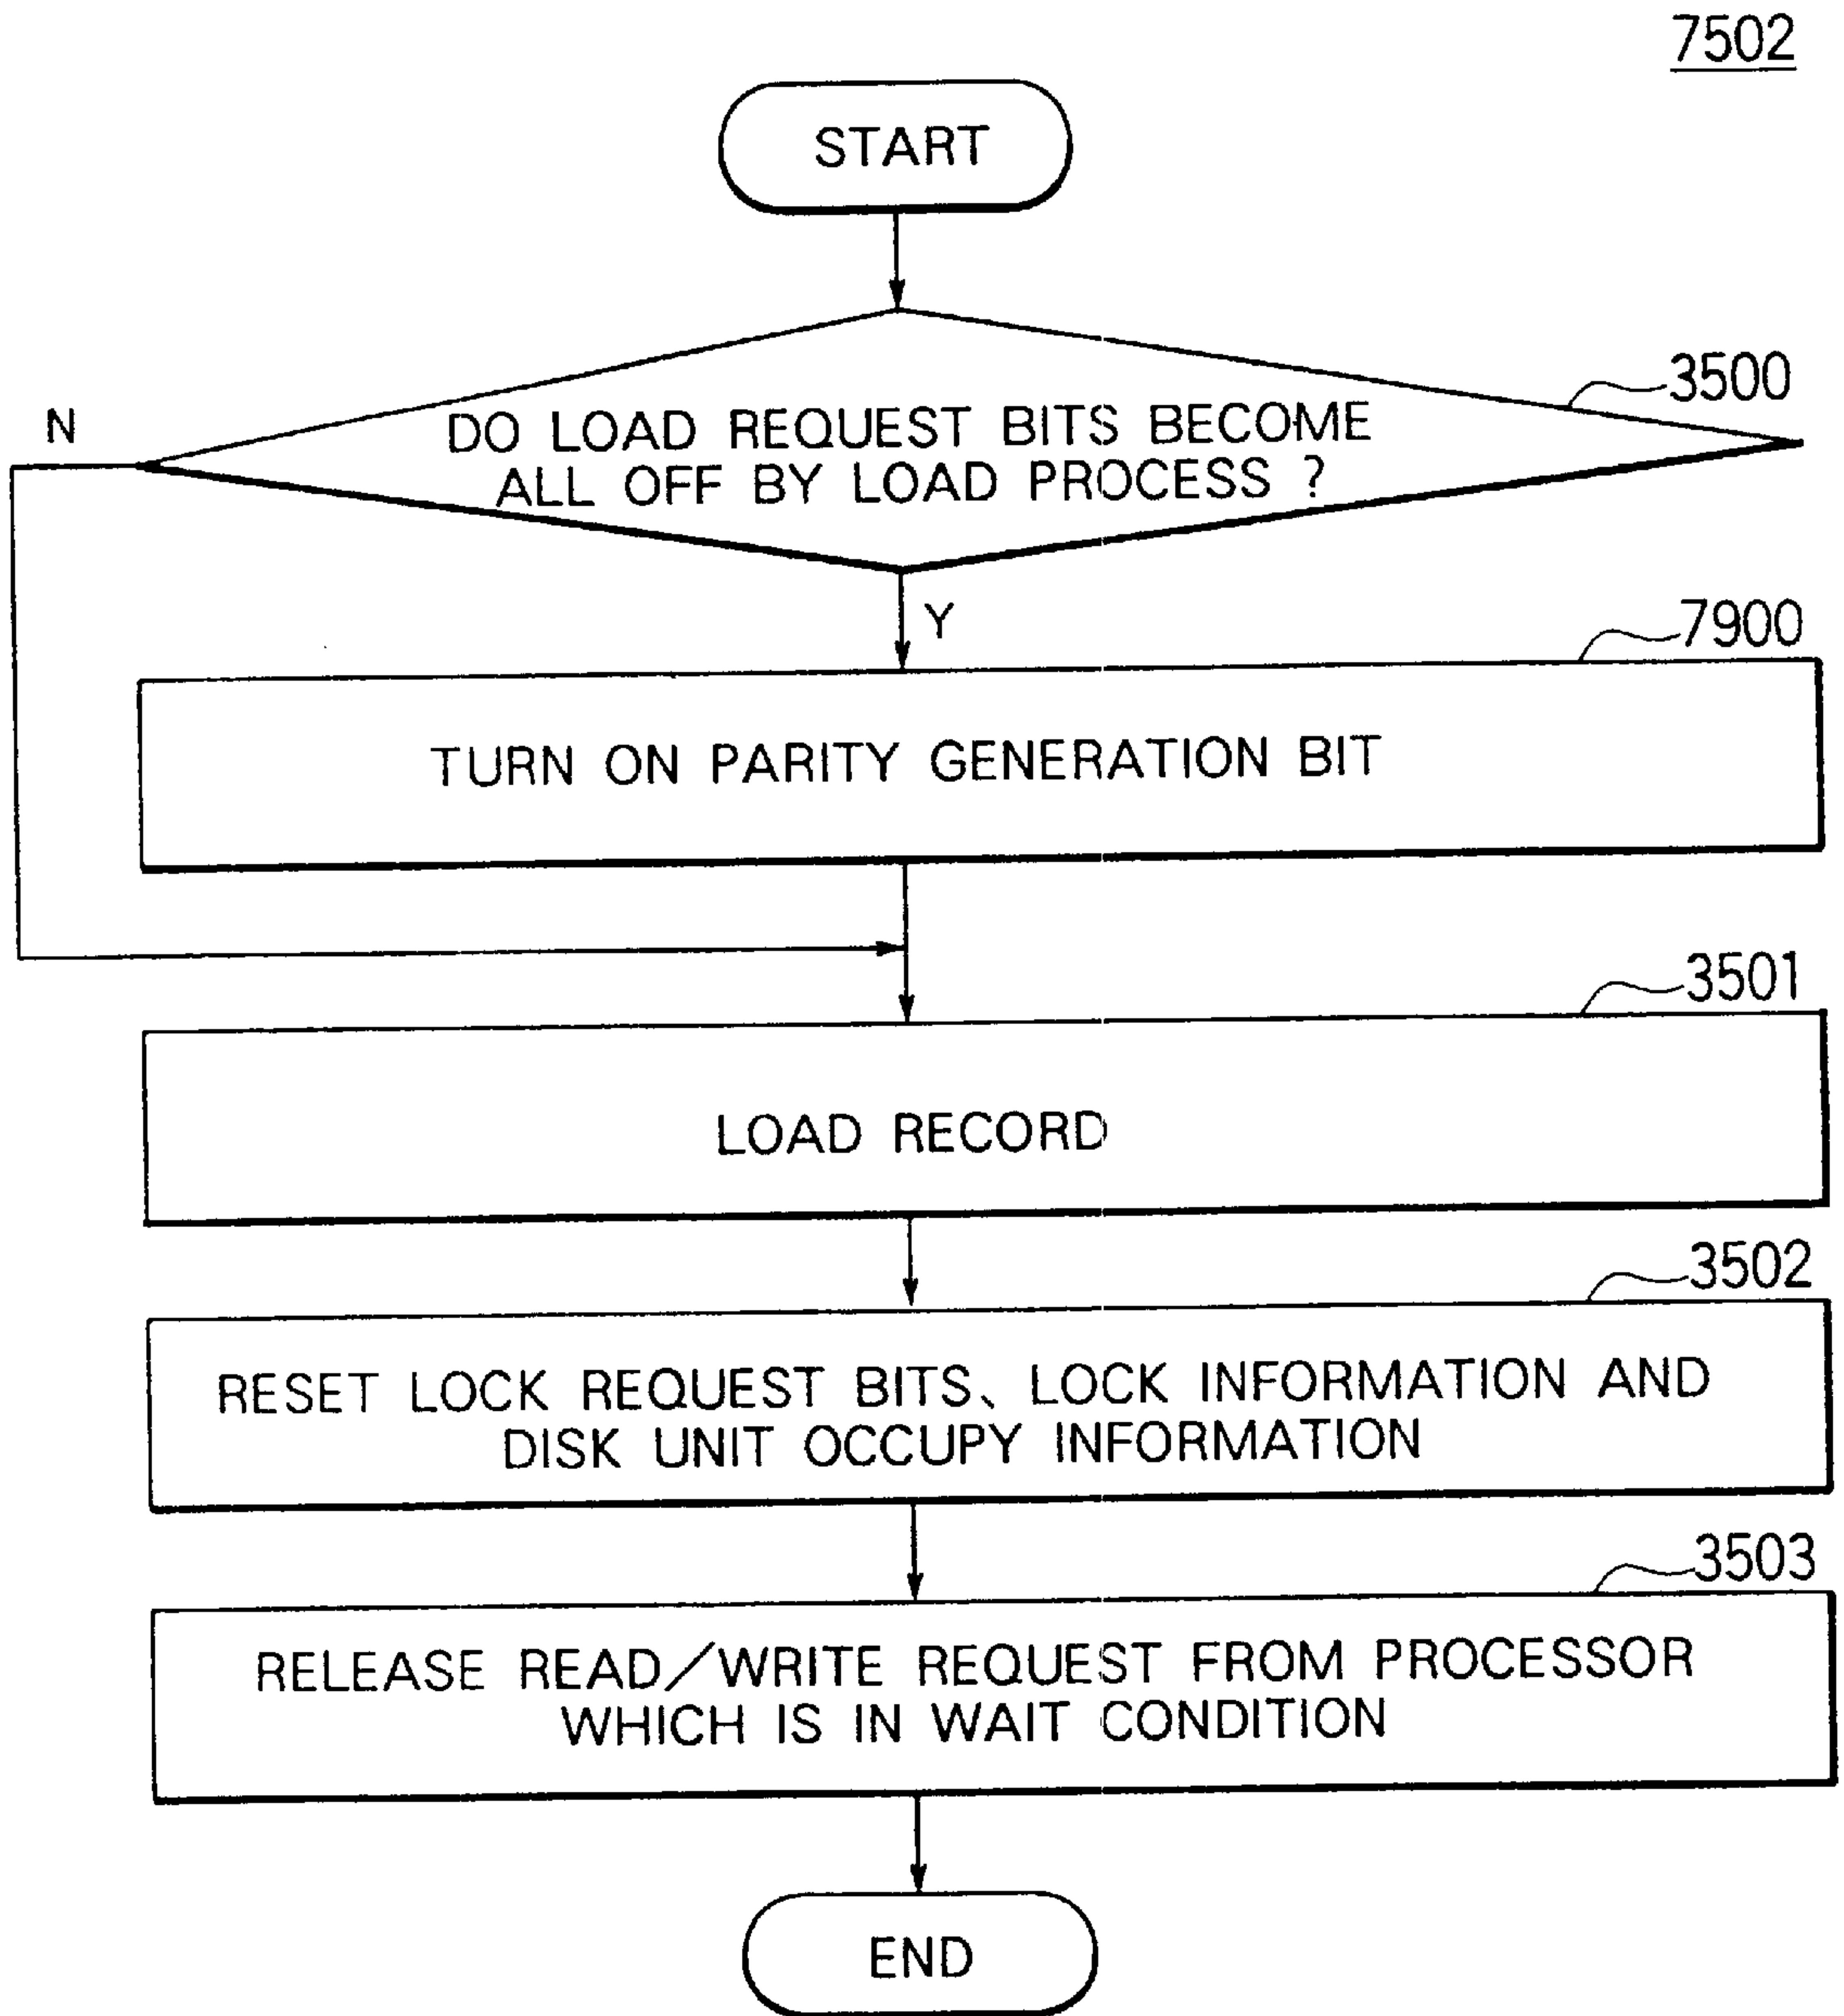 7502
START
3500
N
DO LOAD REQUEST BITS BECOME
ALL OFF BY LOAD PROCESS ?
Y
7900
TURN ON PARITY GENERATION BIT
3501
LOAD RECORD
3502
RESET LOCK REQUEST BITS、LOCK INFORMATION AND
DISK UNIT OCCUPY INFORMATION
3503
RELEASE READ/WRITE REQUEST FROM PROCESSOR
WHICH IS IN WAIT CONDITION
END